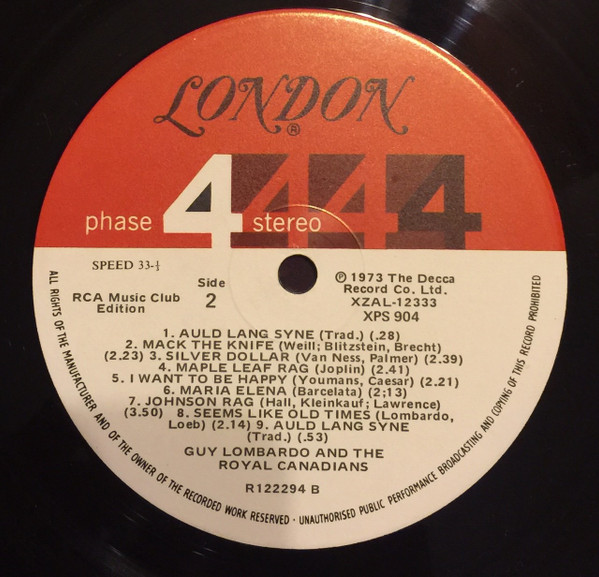 LONDON
®
phase 4 stereo 444
SPEED 33-⅓
RCA Music Club
Edition
Side
2
℗ 1973 The Decca
Record Co. Ltd.
XZAL-12333
XPS 904
1. AULD LANG SYNE (Trad.) (.28)
2. MACK THE KNIFE (Weill; Blitzstein, Brecht)
(2.23) 3. SILVER DOLLAR (Van Ness, Palmer) (2.39)
4. MAPLE LEAF RAG (Joplin) (2.41)
5. I WANT TO BE HAPPY (Youmans, Caesar) (2.21)
6. MARIA ELENA (Barcelata) (2;13)
7. JOHNSON RAG (Hall, Kleinkauf; Lawrence)
(3.50) 8. SEEMS LIKE OLD TIMES (Lombardo,
Loeb) (2.14) 9. AULD LANG SYNE
(Trad.) (.53)
GUY LOMBARDO AND THE
ROYAL CANADIANS
R122294 B
ALL RIGHTS OF THE MANUFACTURER AND OF THE OWNER OF THE RECORDED WORK RESERVED · UNAUTHORISED PUBLIC PERFORMANCE BROADCASTING AND COPYING OF THIS RECORD PROHIBITED